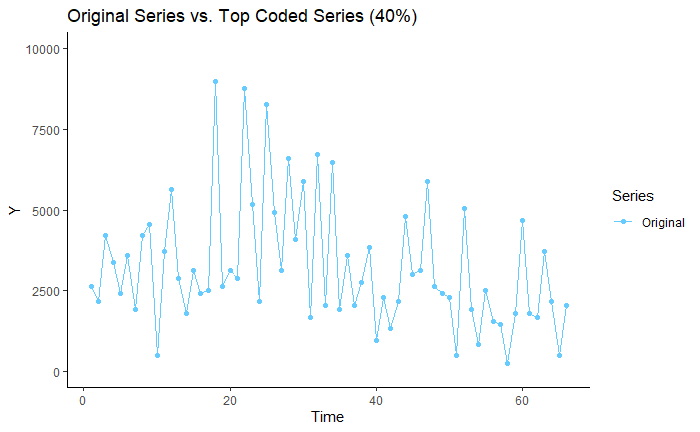 Original Series vs. Top Coded Series (40%)
10000
7500
5000
2500
0
Y
0 20 40 60
Time
Series
Original